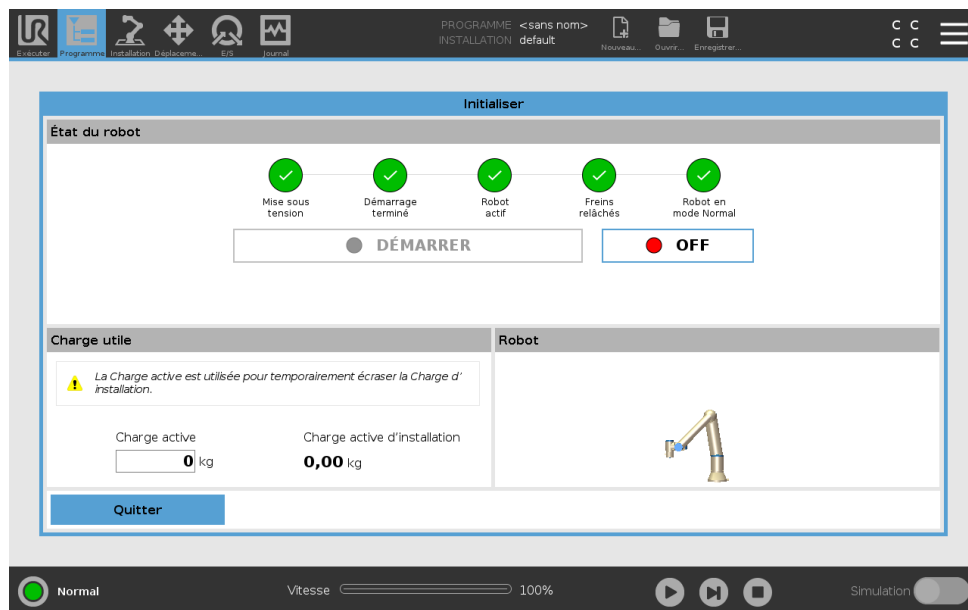 PROGRAMME <sans nom>
INSTALLATION default
Exécuter
Programme
Installation
Déplaceme...
E/S
Journal
Nouveau...
Ouvrir...
Enregistrer...
C C
C C
Initialiser
État du robot
Mise sous
tension
Démarrage
terminé
Robot
actif
Freins
relâchés
Robot en
mode Normal
DÉMARRER
OFF
Charge utile
Robot
La Charge active est utilisée pour temporairement écraser la Charge d'
installation.
Charge active
Charge active d'installation
0 kg
0,00 kg
Quitter
Normal
Vitesse
100%
Simulation